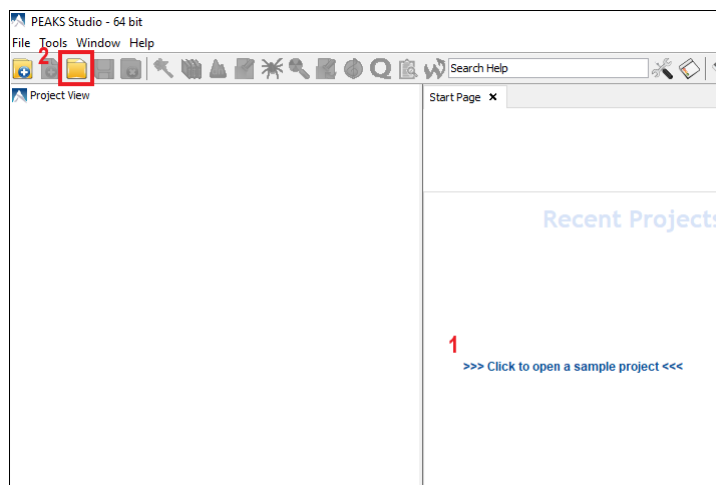 PEAKS Studio - 64 bit
File Tools Window Help
2
Search Help
Project View
Start Page
Recent Projects
1
>>> Click to open a sample project <<<